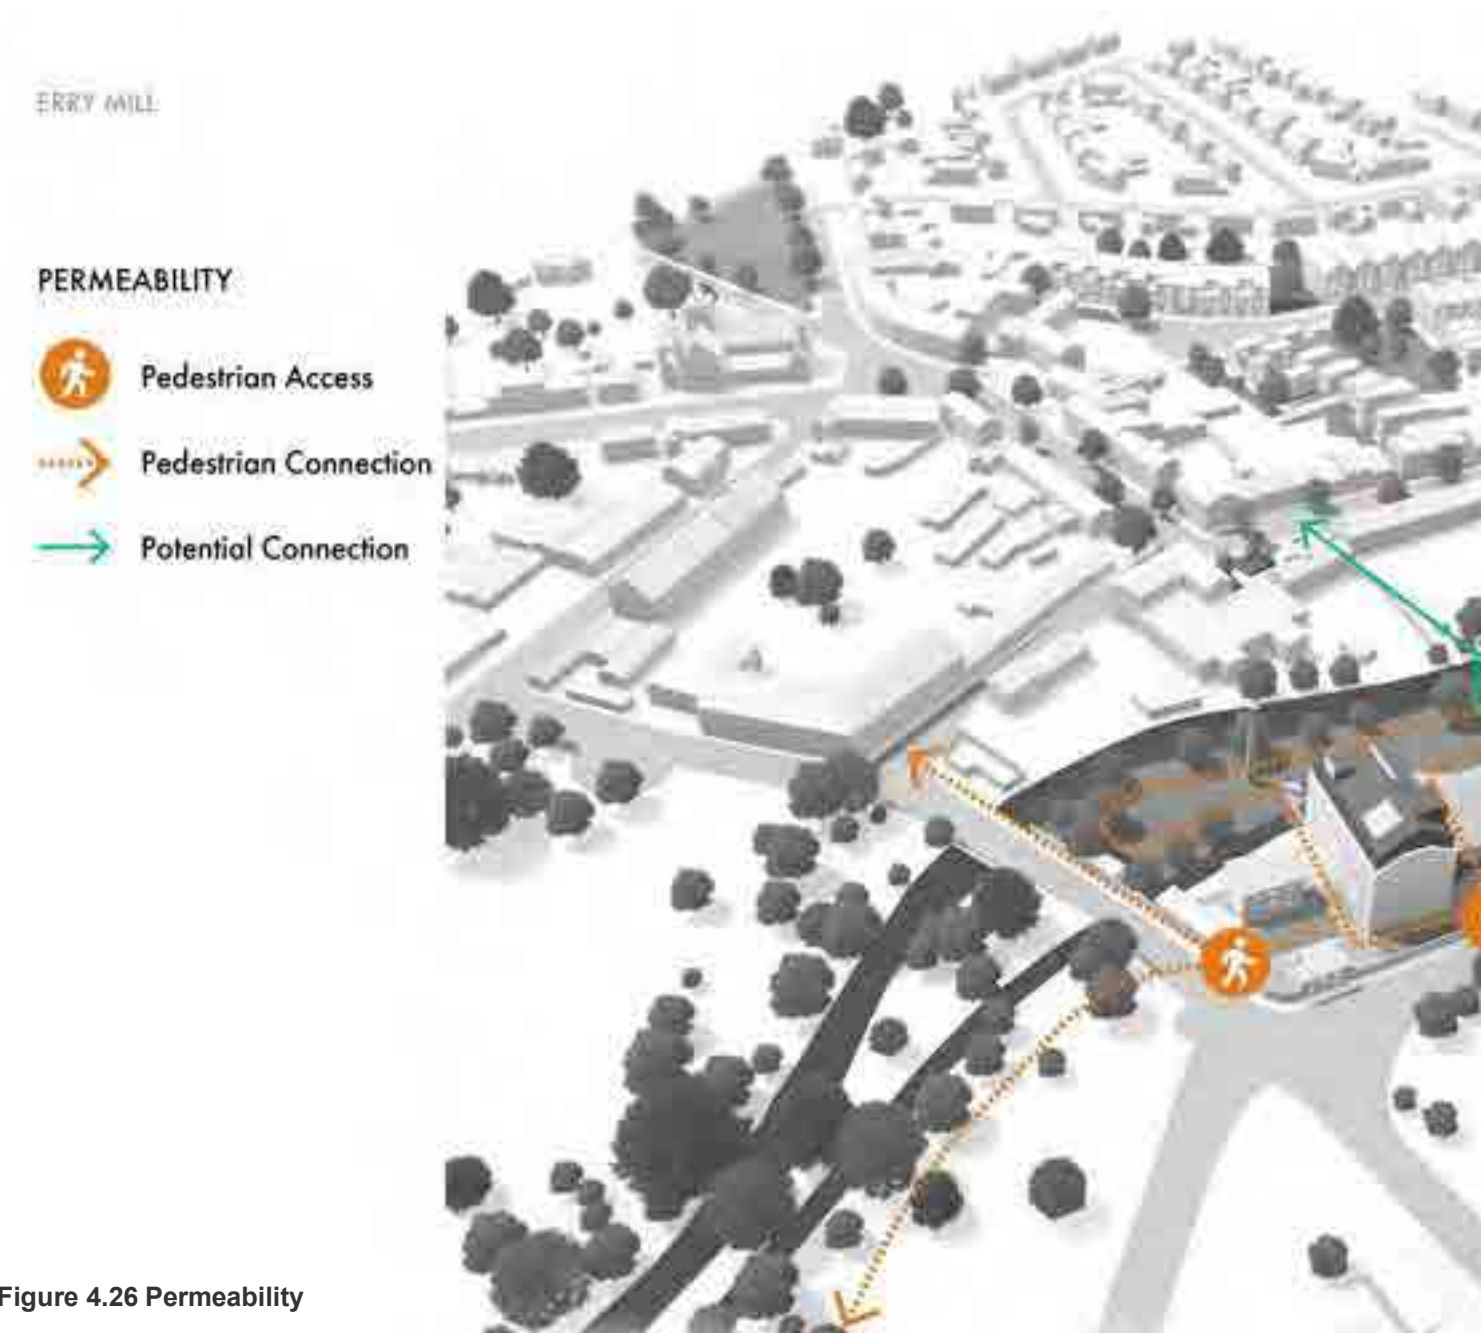 ERRY MILL
PERMEABILITY
Pedestrian Access
Pedestrian Connection
Potential Connection
Figure 4.26 Permeability